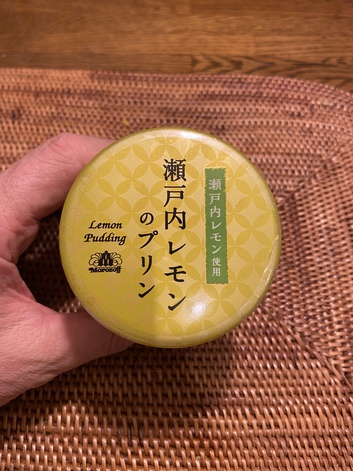 瀬戸内レモン使用
瀬戸内レモン
のプリン
Lemon
Pudding
Morozoff